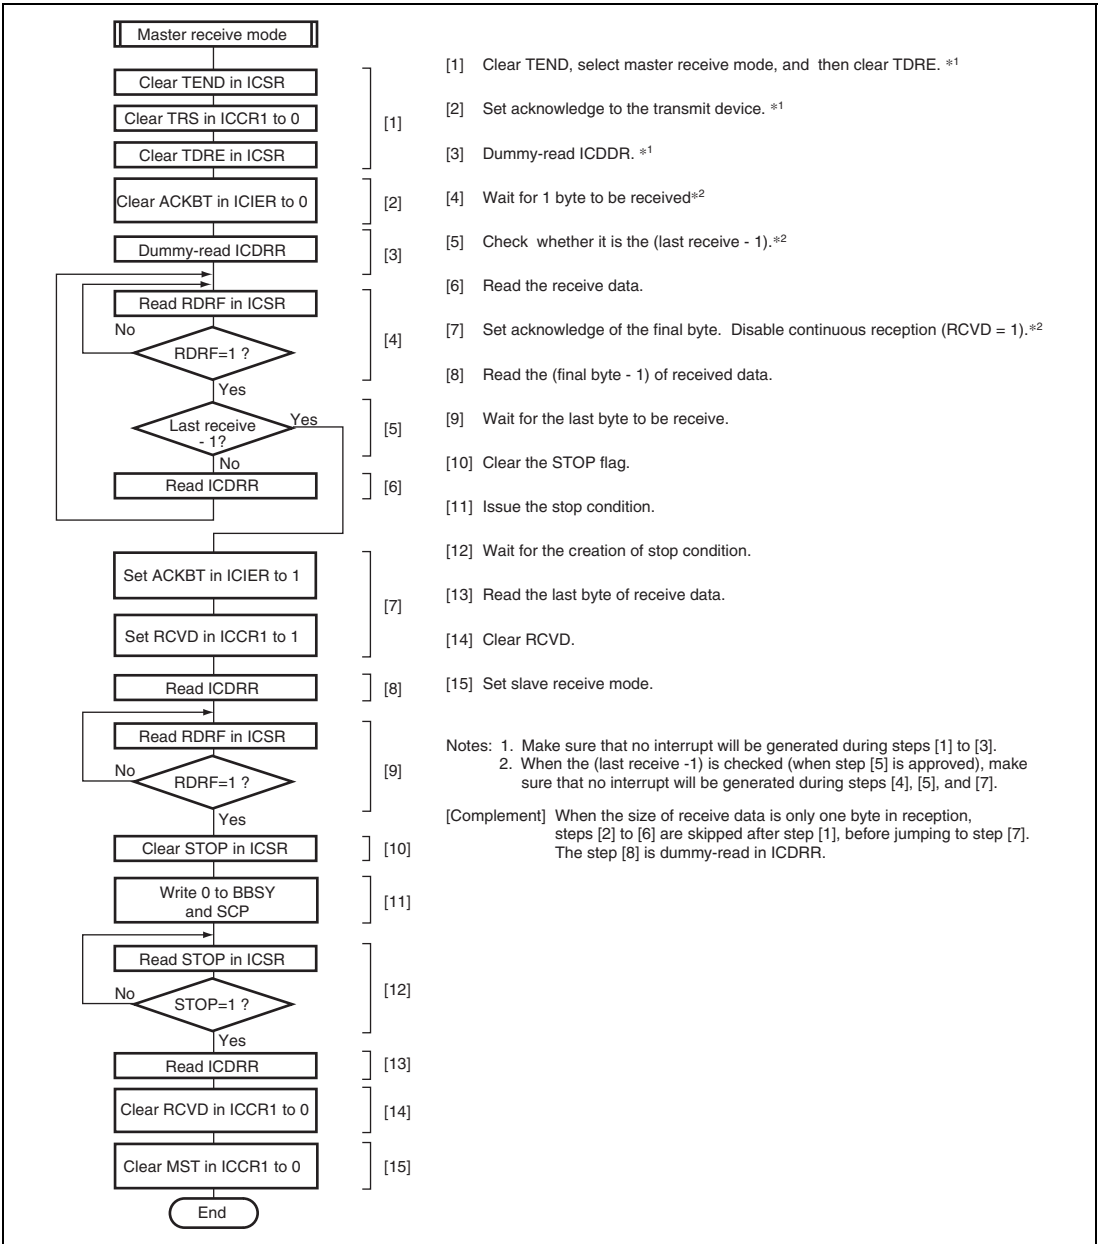 Master receive mode
Clear TEND in ICSR
Clear TRS in ICCR1 to 0
Clear TDRE in ICSR
[1]
Clear ACKBT in ICIER to 0
[2]
Dummy-read ICDRR
[3]
Read RDRF in ICSR
No
RDRF=1 ?
[4]
Yes
Last receive
- 1?
Yes
[5]
No
Read ICDRR
[6]
Set ACKBT in ICIER to 1
[7]
Set RCVD in ICCR1 to 1
Read ICDRR
[8]
Read RDRF in ICSR
No
RDRF=1 ?
[9]
Yes
Clear STOP in ICSR
[10]
Write 0 to BBSY
and SCP
[11]
Read STOP in ICSR
No
STOP=1 ?
[12]
Yes
Read ICDRR
[13]
Clear RCVD in ICCR1 to 0
[14]
Clear MST in ICCR1 to 0
[15]
End
[1] Clear TEND, select master receive mode, and then clear TDRE. *1
[2] Set acknowledge to the transmit device. *1
[3] Dummy-read ICDDR. *1
[4] Wait for 1 byte to be received*2
[5] Check whether it is the (last receive - 1).*2
[6] Read the receive data.
[7] Set acknowledge of the final byte. Disable continuous reception (RCVD = 1).*2
[8] Read the (final byte - 1) of received data.
[9] Wait for the last byte to be receive.
[10] Clear the STOP flag.
[11] Issue the stop condition.
[12] Wait for the creation of stop condition.
[13] Read the last byte of receive data.
[14] Clear RCVD.
[15] Set slave receive mode.
Notes: 1. Make sure that no interrupt will be generated during steps [1] to [3].
2. When the (last receive -1) is checked (when step [5] is approved), make
sure that no interrupt will be generated during steps [4], [5], and [7].
[Complement] When the size of receive data is only one byte in reception,
steps [2] to [6] are skipped after step [1], before jumping to step [7].
The step [8] is dummy-read in ICDRR.